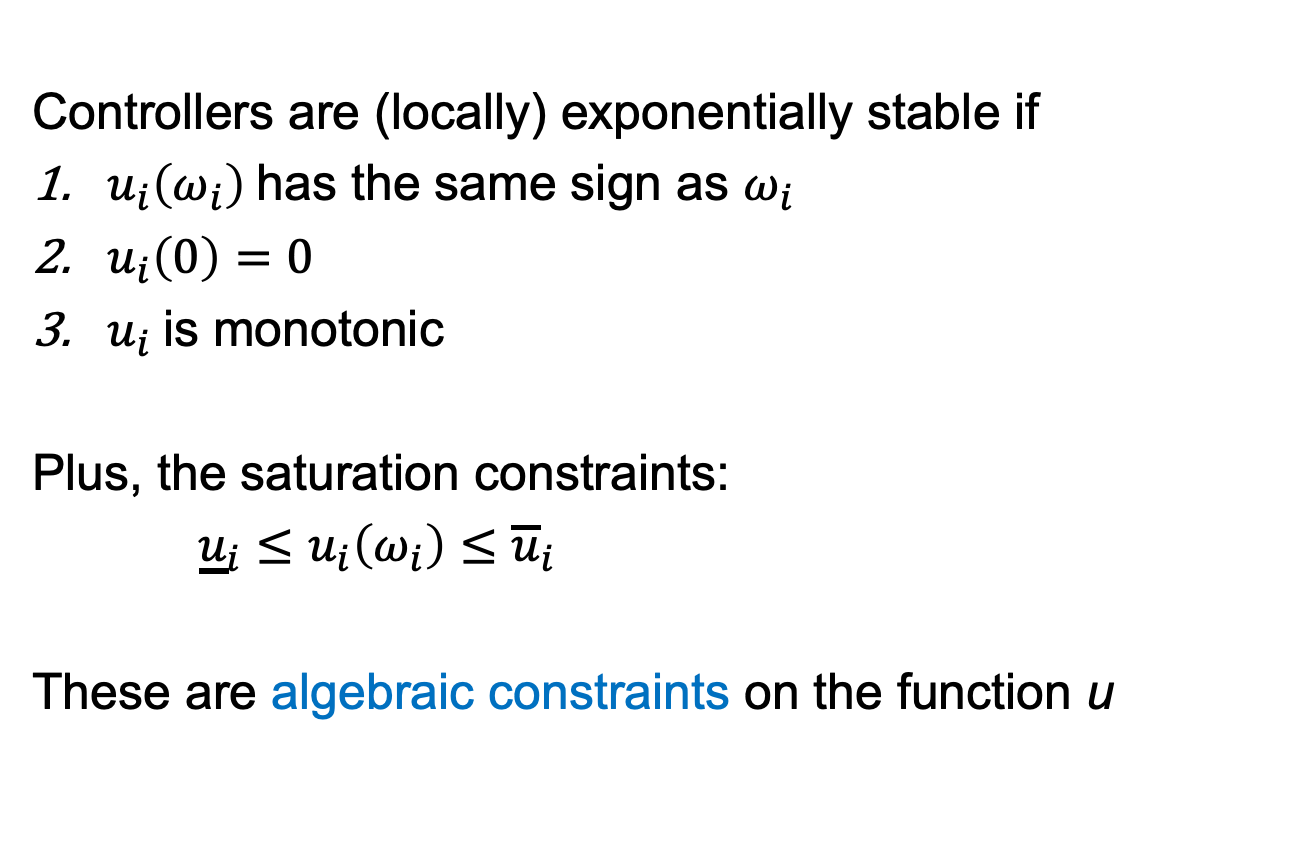 Controllers are (locally) exponentially stable if
1. 𝑢ᵢ(𝜔ᵢ) has the same sign as 𝜔ᵢ
2. 𝑢ᵢ(0) = 0
3. 𝑢ᵢ is monotonic
Plus, the saturation constraints:
u̲ᵢ ≤ 𝑢ᵢ(𝜔ᵢ) ≤ u̅ᵢ
These are algebraic constraints on the function u